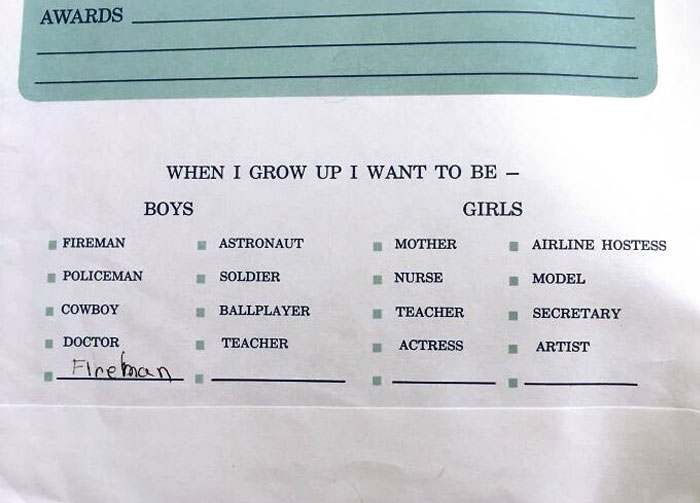 AWARDS
WHEN I GROW UP I WANT TO BE –
BOYS
FIREMAN
POLICEMAN
COWBOY
DOCTOR
Fireman
ASTRONAUT
SOLDIER
BALLPLAYER
TEACHER
GIRLS
MOTHER
NURSE
TEACHER
ACTRESS
AIRLINE HOSTESS
MODEL
SECRETARY
ARTIST